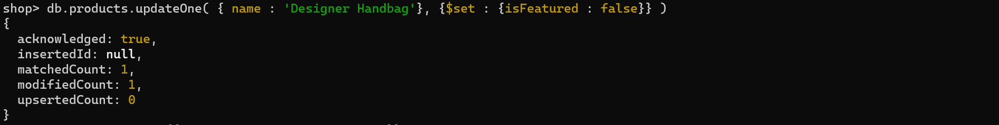 shop> db.products.updateOne( { name : 'Designer Handbag'}, {$set : {isFeatured : false}} )
{
  acknowledged: true,
  insertedId: null,
  matchedCount: 1,
  modifiedCount: 1,
  upsertedCount: 0
}